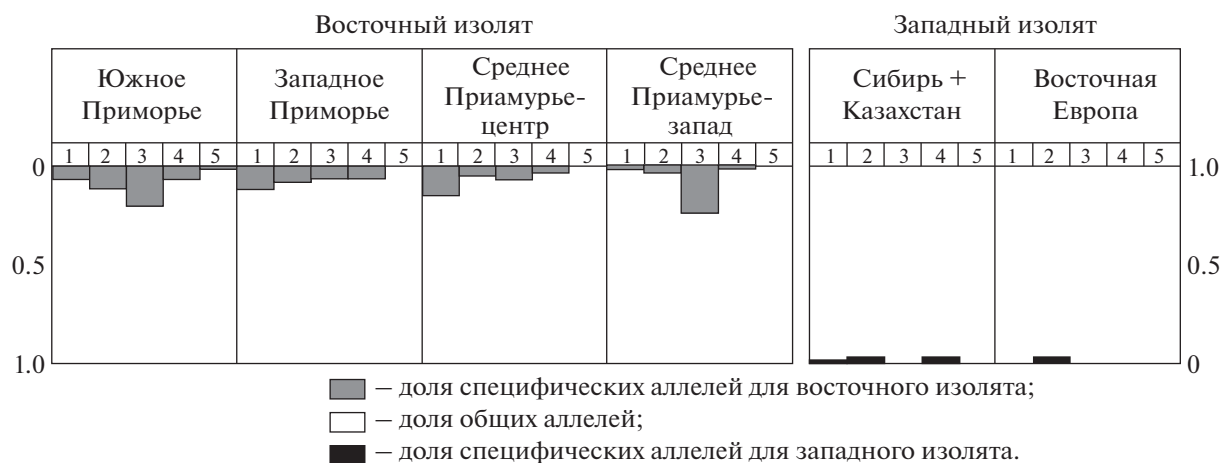 Восточный изолят
Западный изолят
Южное
Приморье
Западное
Приморье
Среднее
Приамурье-
центр
Среднее
Приамурье-
запад
Сибирь +
Казахстан
Восточная
Европа
1 2 3 4 5 1 2 3 4 5 1 2 3 4 5 1 2 3 4 5 1 2 3 4 5 1 2 3 4 5
0 1.0
0.5 0.5
1.0 0
– доля специфических аллелей для восточного изолята;
– доля общих аллелей;
– доля специфических аллелей для западного изолята.